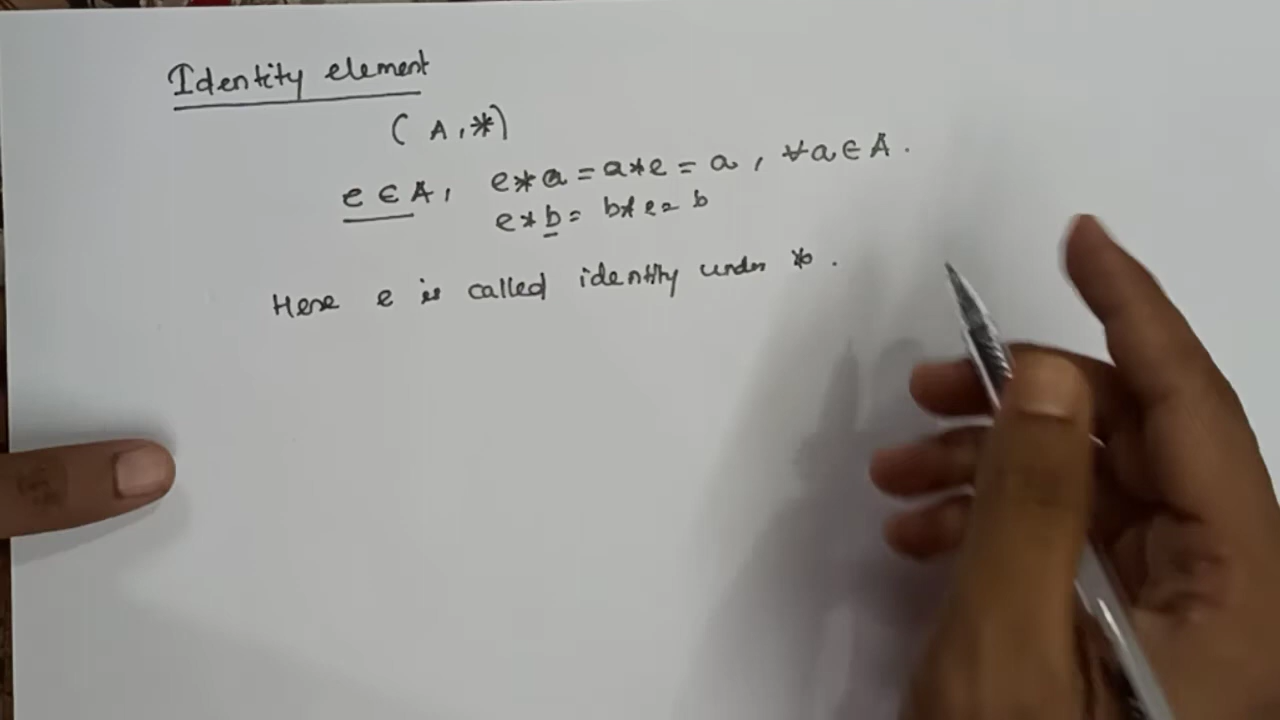 Identity element
(A, *)
e ∈ A, e*a = a*e = a, ∀a∈A.
e*b = b*e = b
Here e is called identity under *.